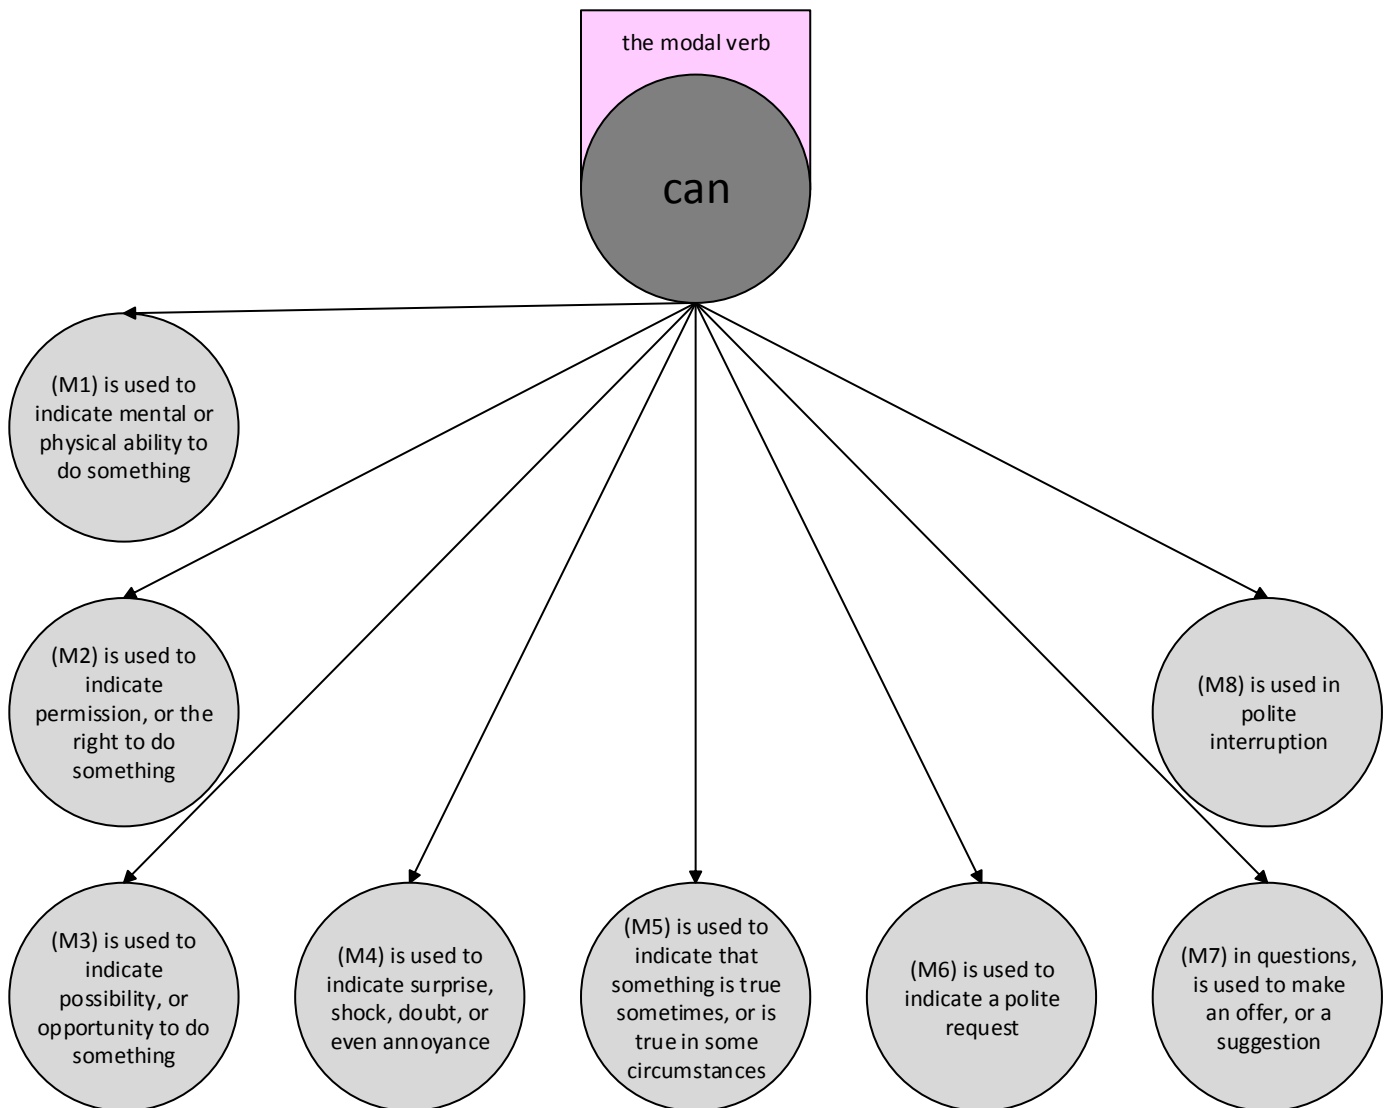 the modal verb
can
(M1) is used to
indicate mental or
physical ability to
do something
(M2) is used to
indicate
permission, or the
right to do
something
(M8) is used in
polite
interruption
(M3) is used to
indicate
possibility, or
opportunity to do
something
(M4) is used to
indicate surprise,
shock, doubt, or
even annoyance
(M5) is used to
indicate that
something is true
sometimes, or is
true in some
circumstances
(M6) is used to
indicate a polite
request
(M7) in questions,
is used to make
an offer, or a
suggestion